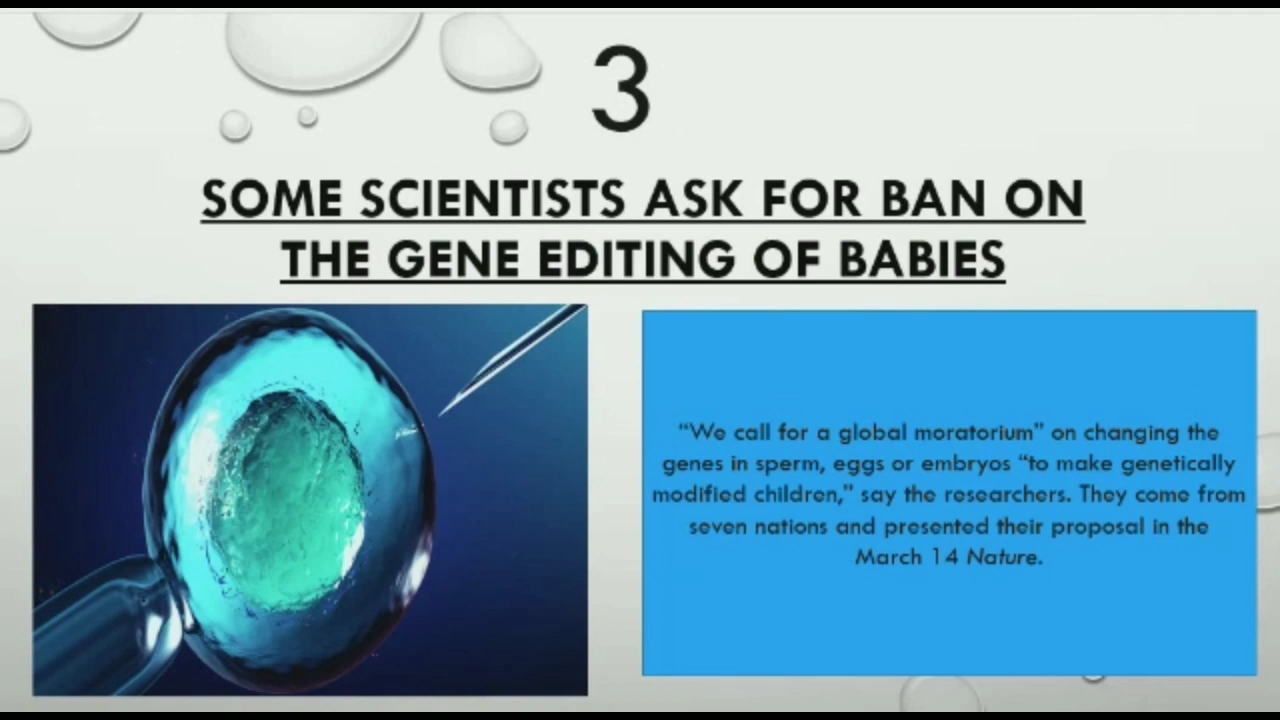 3
SOME SCIENTISTS ASK FOR BAN ON
THE GENE EDITING OF BABIES
“We call for a global moratorium” on changing the
genes in sperm, eggs or embryos “to make genetically
modified children,” say the researchers. They come from
seven nations and presented their proposal in the
March 14 Nature.